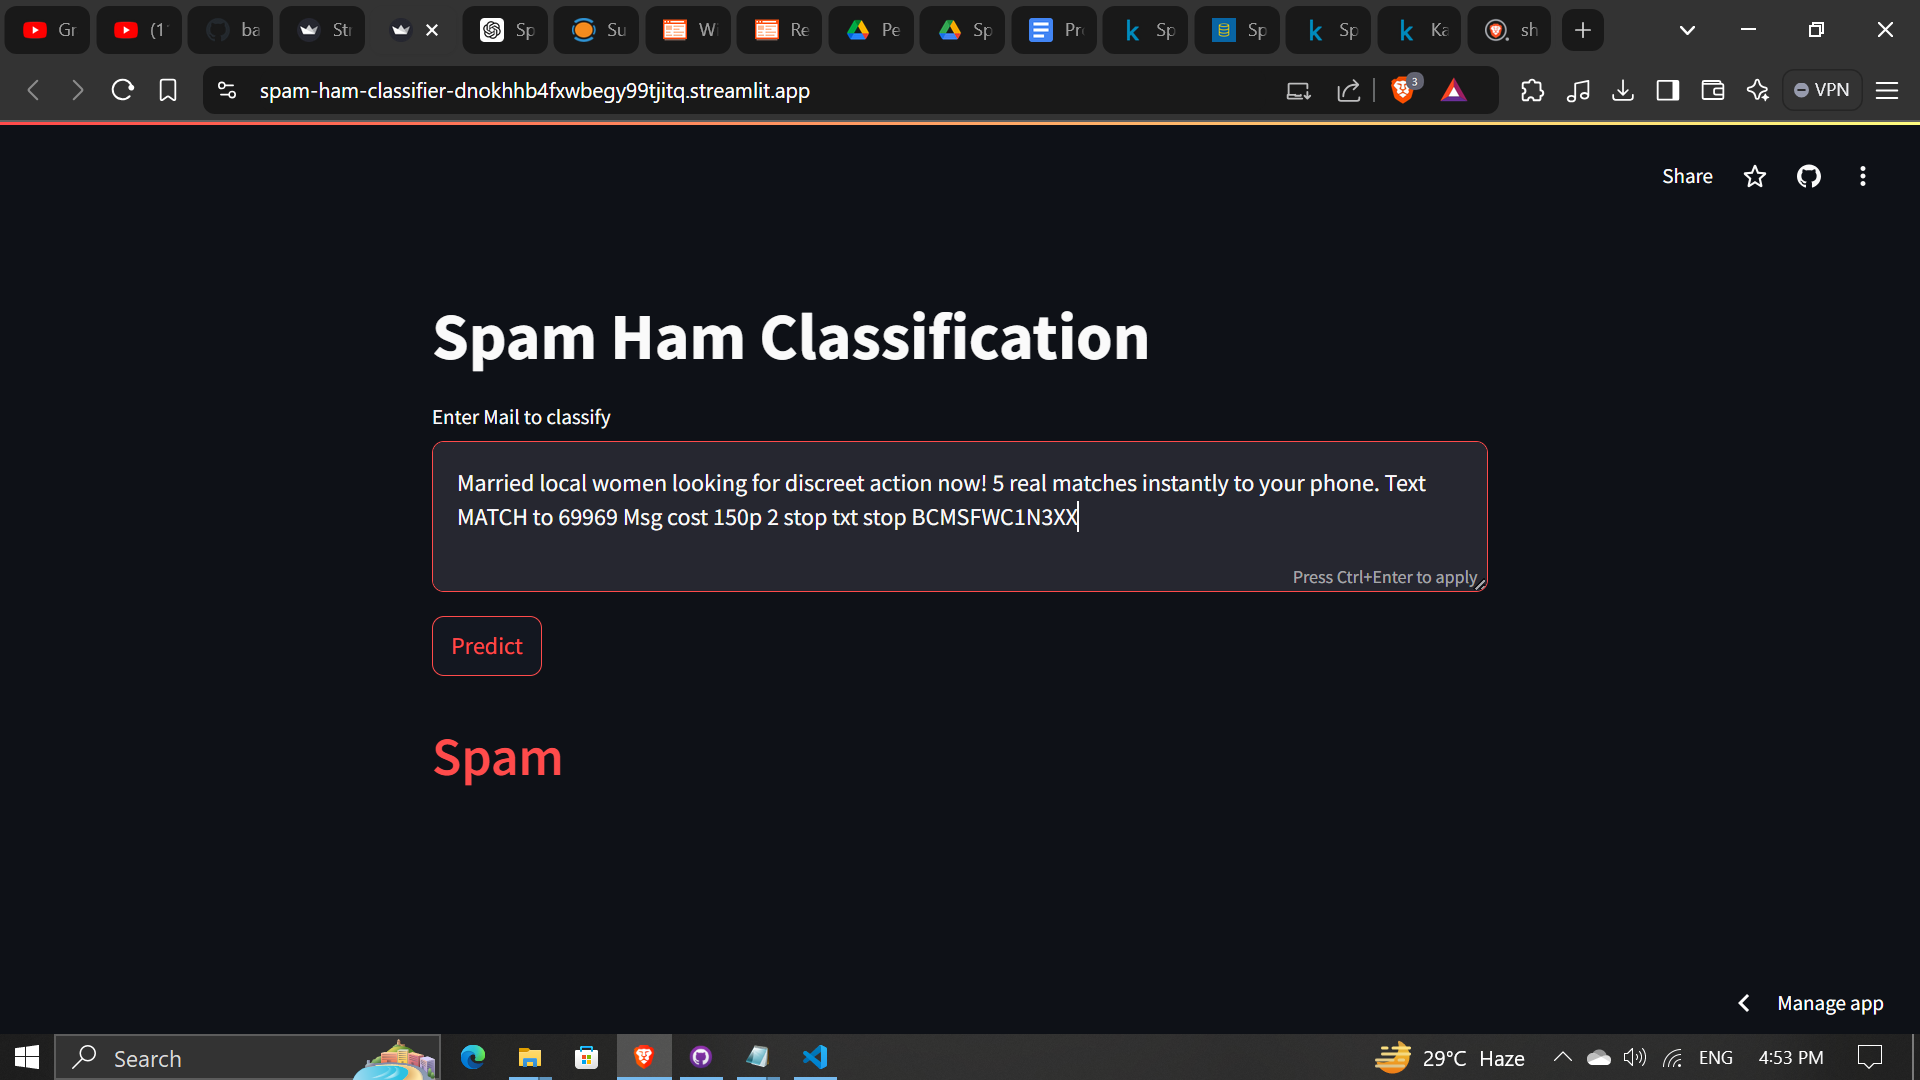 Gr
(1
ba
Str
Sp
Su
Wi
Re
Pe
Sp
Pr
Sp
Sp
Sp
Ka
sh
spam-ham-classifier-dnokhhb4fxwbegy99tjitq.streamlit.app
3
VPN
Share
Spam Ham Classification
Enter Mail to classify
Married local women looking for discreet action now! 5 real matches instantly to your phone. Text
MATCH to 69969 Msg cost 150p 2 stop txt stop BCMSFWC1N3XX
Press Ctrl+Enter to apply
Predict
Spam
Manage app
Search
29°C Haze
ENG
4:53 PM